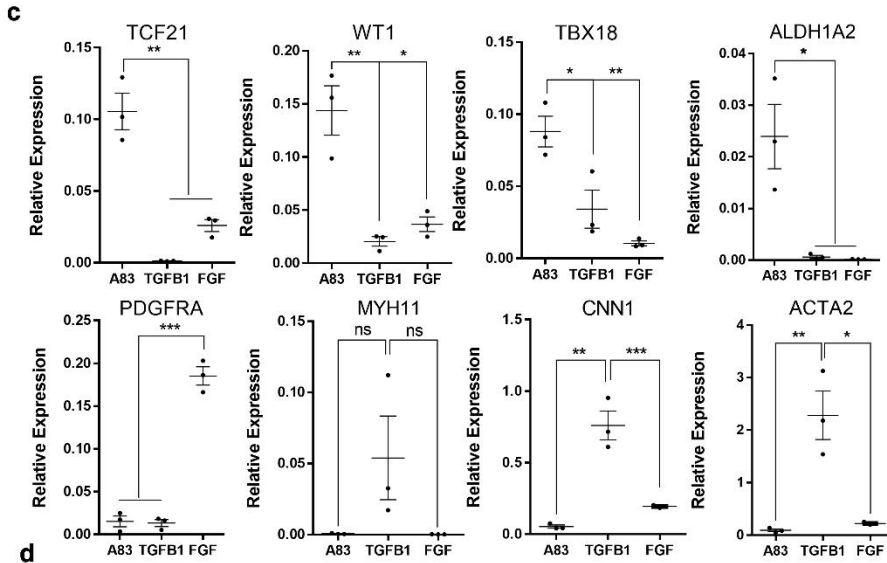 c
TCF21
Relative Expression
0.15
0.10
0.05
0.00
**
A83 TGFB1 FGF
WT1
Relative Expression
0.20
0.15
0.10
0.05
0.00
** *
A83 TGFB1 FGF
TBX18
Relative Expression
0.15
0.10
0.05
0.00
* **
A83 TGFB1 FGF
ALDH1A2
Relative Expression
0.04
0.03
0.02
0.01
0.00
*
A83 TGFB1 FGF
PDGFRA
Relative Expression
0.25
0.20
0.15
0.10
0.05
0.00
***
A83 TGFB1 FGF
MYH11
Relative Expression
0.15
0.10
0.05
0.00
ns ns
A83 TGFB1 FGF
CNN1
Relative Expression
1.5
1.0
0.5
0.0
** ***
A83 TGFB1 FGF
ACTA2
Relative Expression
4
3
2
1
0
** *
A83 TGFB1 FGF
d